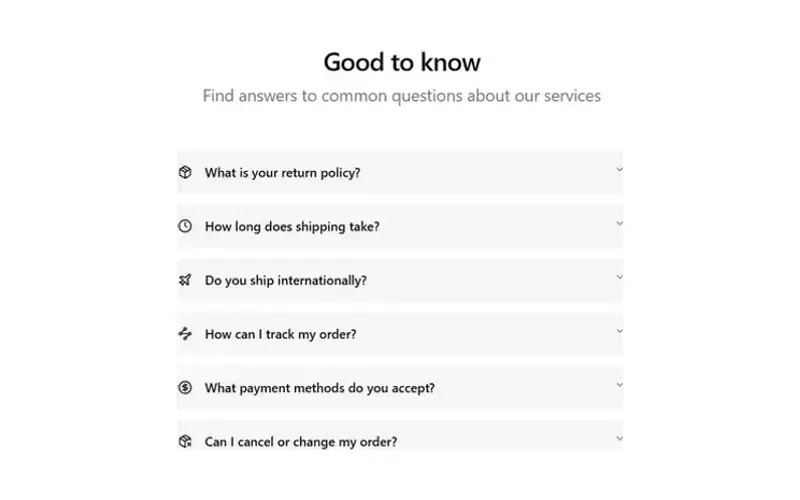 Good to know
Find answers to common questions about our services
What is your return policy?
How long does shipping take?
Do you ship internationally?
How can I track my order?
What payment methods do you accept?
Can I cancel or change my order?